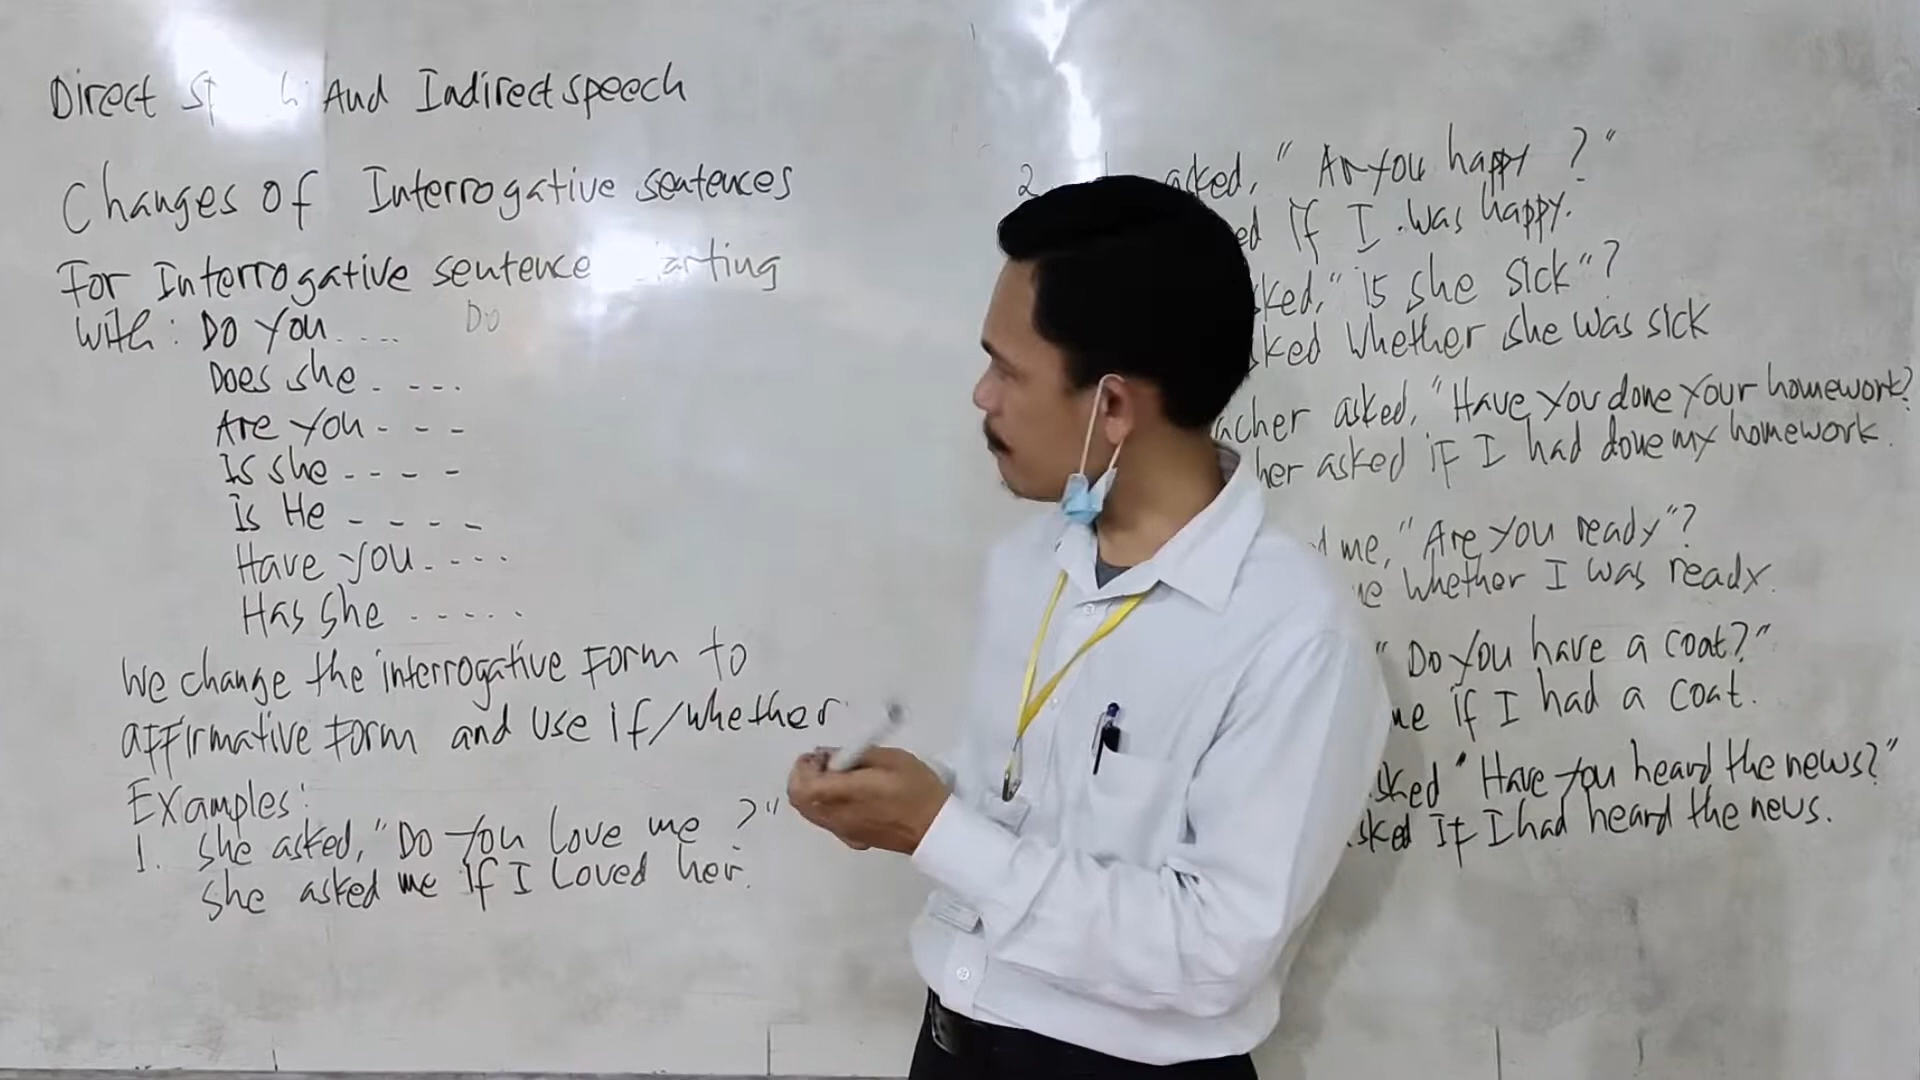 Direct And Indirect speech
Changes Of Interrogative sentences
For Interrogative sentence
with: Do You....
Do
Does she. ...
Are you - - -
Is she - - - -
is He - - - -
Have you....
Has she .....
We change the interrogative Form to
affirmative Form and use if/whether
Examples:
1. She asked, "Do you love me ?"
She asked me if I Loved her.
2 asked, " Are you happy ?"
if I was happy.
"is she sick"?
whether she was sick
asked, "Have you done your homework?
asked if I had done my homework.
me, "Are you ready"?
whether I was ready.
" Do you have a coat?"
if I had a coat.
"Have you heard the news?"
If I had heard the news.